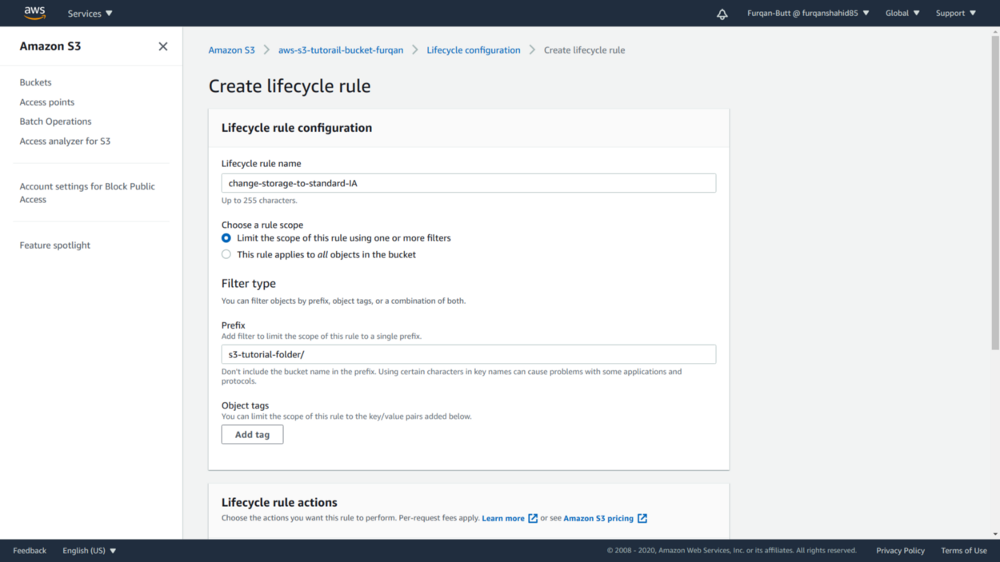 aws
Services
Furqan-Butt @ furqanshahid85
Global
Support
Amazon S3
Buckets
Access points
Batch Operations
Access analyzer for S3
Account settings for Block Public
Access
Feature spotlight
Amazon S3 > aws-s3-tutorail-bucket-furqan > Lifecycle configuration > Create lifecycle rule
Create lifecycle rule
Lifecycle rule configuration
Lifecycle rule name
change-storage-to-standard-IA
Up to 255 characters.
Choose a rule scope
Limit the scope of this rule using one or more filters
This rule applies to all objects in the bucket
Filter type
You can filter objects by prefix, object tags, or a combination of both.
Prefix
Add filter to limit the scope of this rule to a single prefix.
s3-tutorial-folder/
Don't include the bucket name in the prefix. Using certain characters in key names can cause problems with some applications and
protocols.
Object tags
You can limit the scope of this rule to the key/value pairs added below.
Add tag
Lifecycle rule actions
Choose the actions you want this rule to perform. Per-request fees apply. Learn more or see Amazon S3 pricing
Feedback
English (US)
© 2008 - 2020, Amazon Web Services, Inc. or its affiliates. All rights reserved.
Privacy Policy
Terms of Use